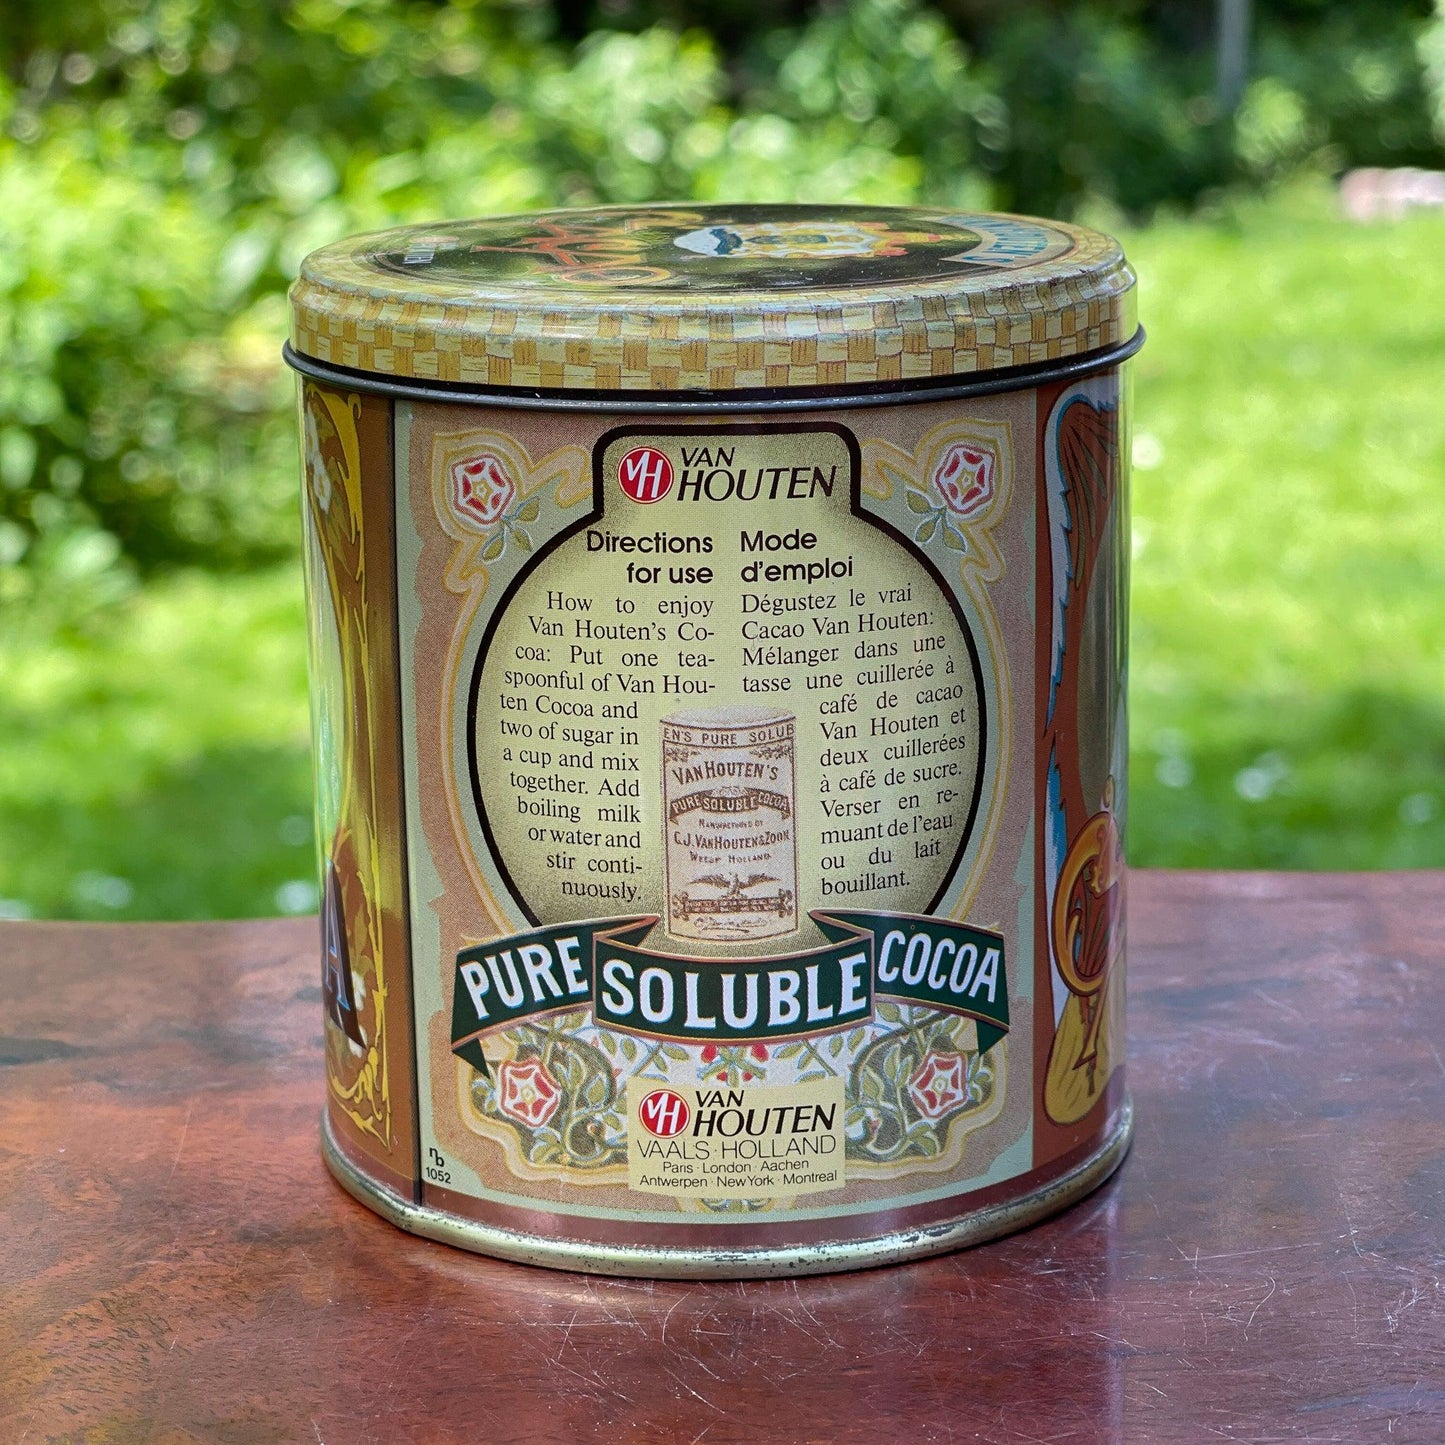 VH VAN
HOUTEN
Directions
for use
How to enjoy
Van Houten's Co-
coa: Put one tea-
spoonful of Van Hou-
ten Cocoa and
two of sugar in
a cup and mix
together. Add
boiling milk
or water and
stir conti-
nuously.
Mode
d'emploi
Dégustez le vrai
Cacao Van Houten:
Mélanger dans une
tasse une cuillerée à
café de cacao
Van Houten et
deux cuillerées
à café de sucre.
Verser en re-
muant de l'eau
ou du lait
bouillant.
EN'S PURE SOLUB
VAN HOUTEN'S
PURE SOLUBLE COCOA
MANUFACTURED BY
C.J. VAN HOUTEN & ZOON
WEESP HOLLAND
PURE SOLUBLE COCOA
VH VAN
HOUTEN
VAALS · HOLLAND
Paris · London · Aachen
Antwerpen · New York · Montreal
nb
1052
A